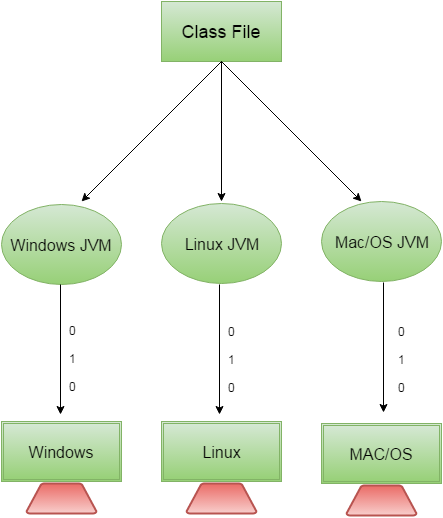 Class File
Windows JVM
Linux JVM
Mac/OS JVM
0
0
0
1
1
1
0
0
0
Windows
Linux
MAC/OS